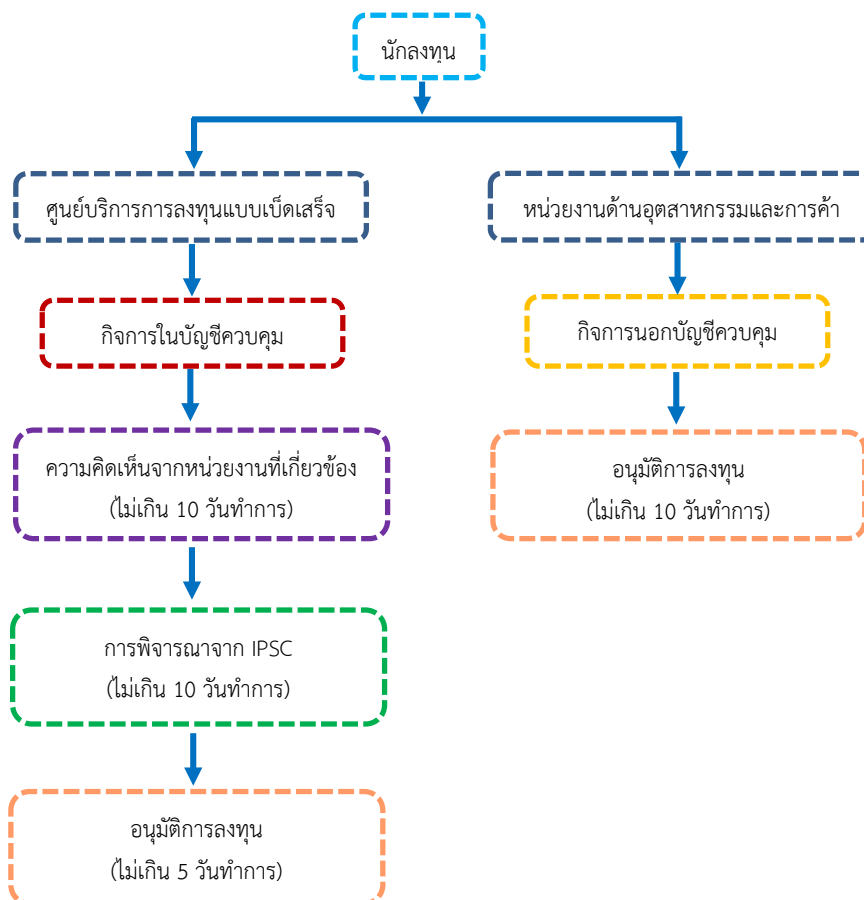 นักลงทุน
ศูนย์บริการการลงทุนแบบเบ็ดเสร็จ
หน่วยงานด้านอุตสาหกรรมและการค้า
กิจการในบัญชีควบคุม
กิจการนอกบัญชีควบคุม
ความคิดเห็นจากหน่วยงานที่เกี่ยวข้อง
(ไม่เกิน 10 วันทำการ)
อนุมัติการลงทุน
(ไม่เกิน 10 วันทำการ)
การพิจารณาจาก IPSC
(ไม่เกิน 10 วันทำการ)
อนุมัติการลงทุน
(ไม่เกิน 5 วันทำการ)